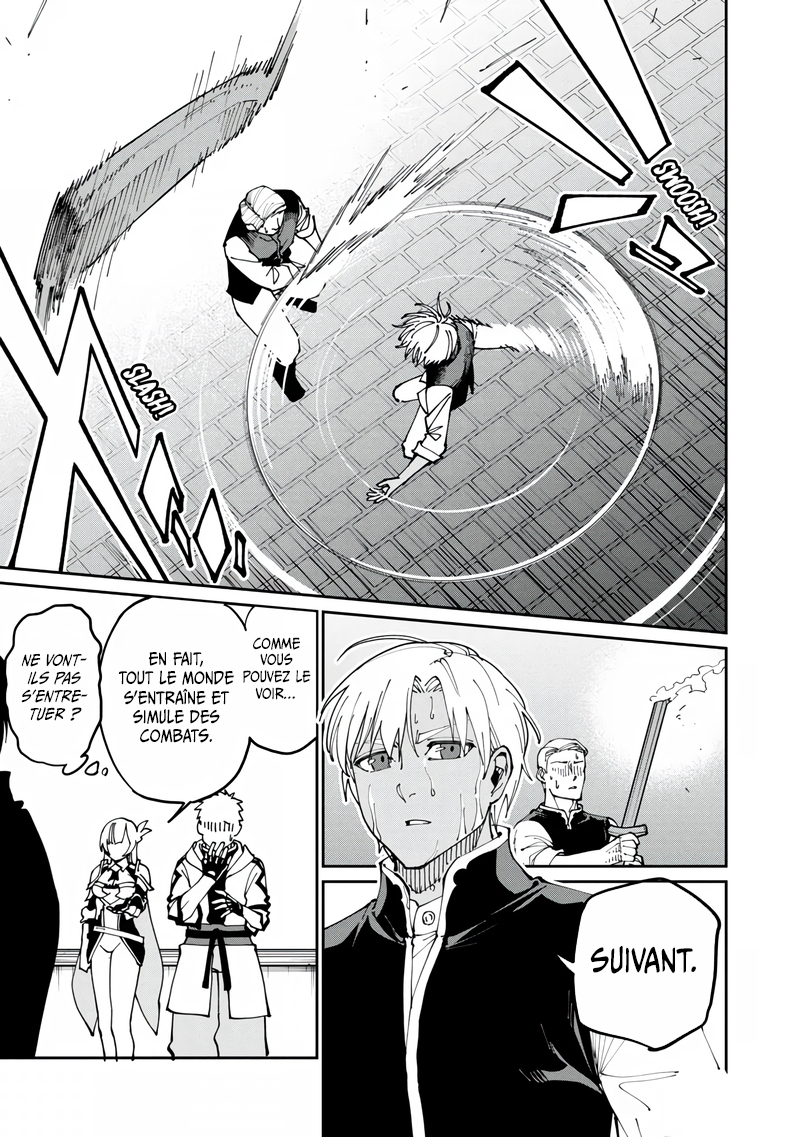 SWOOSH!
SLASH!
SUIVANT.
COMME
VOUS
POUVEZ LE
VOIR...
EN FAIT,
TOUT LE MONDE
S'ENTRAÎNE ET
SIMULE DES
COMBATS.
NE VONT-
ILS PAS
S'ENTRE-
TUER ?